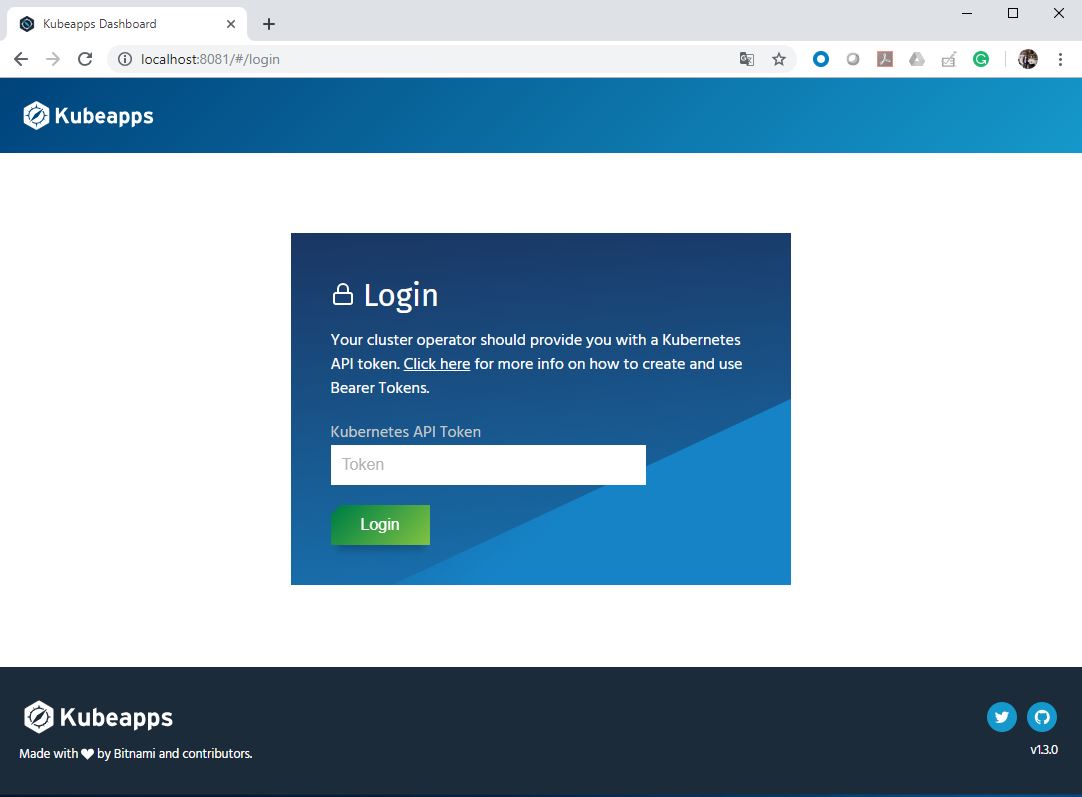 Kubeapps Dashboard
localhost:8081/#/login
Kubeapps
Login
Your cluster operator should provide you with a Kubernetes
API token. Click here for more info on how to create and use
Bearer Tokens.
Kubernetes API Token
Token
Login
Kubeapps
Made with ❤ by Bitnami and contributors.
v1.3.0